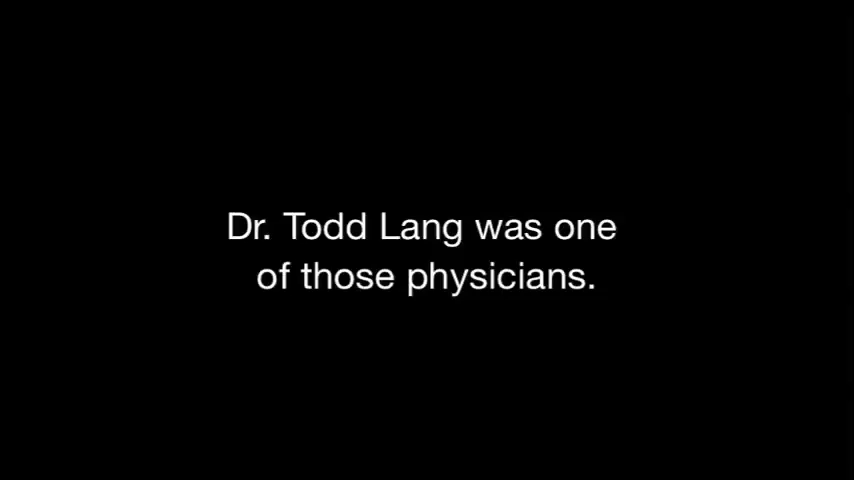 Dr. Todd Lang was one
of those physicians.